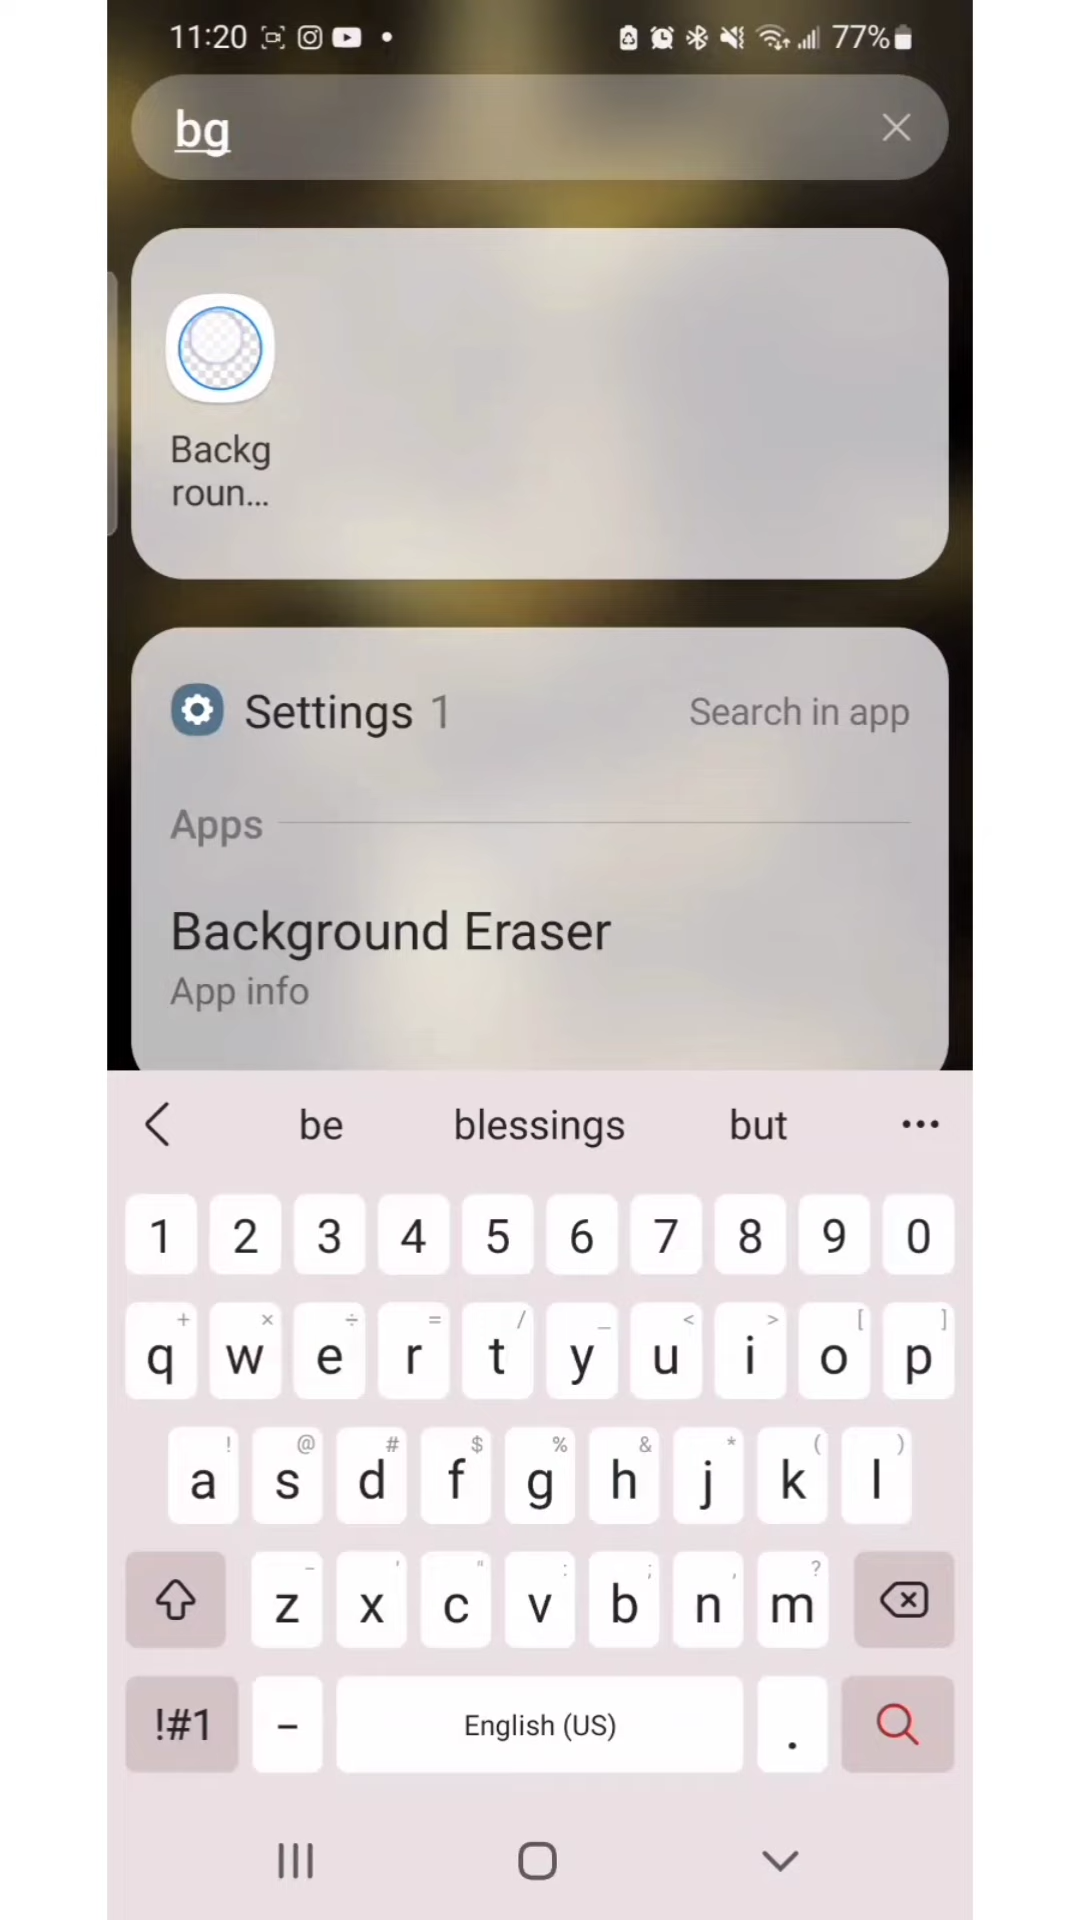 11:20 77%
bg
Backg
roun...
Settings 1 Search in app
Apps
Background Eraser
App info
be blessings but ...
1 2 3 4 5 6 7 8 9 0
+ × ÷ = / _ < > [ ]
q w e r t y u i o p
! @ # $ % & * ( )
a s d f g h j k l
- ' " : ; , ?
z x c v b n m
!#1 - English (US) .